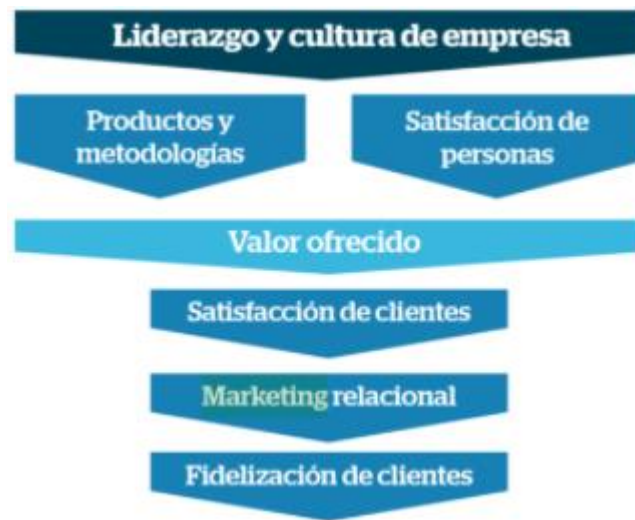 Liderazgo y cultura de empresa
Productos y
metodologías
Satisfacción de
personas
Valor ofrecido
Satisfacción de clientes
Marketing relacional
Fidelización de clientes